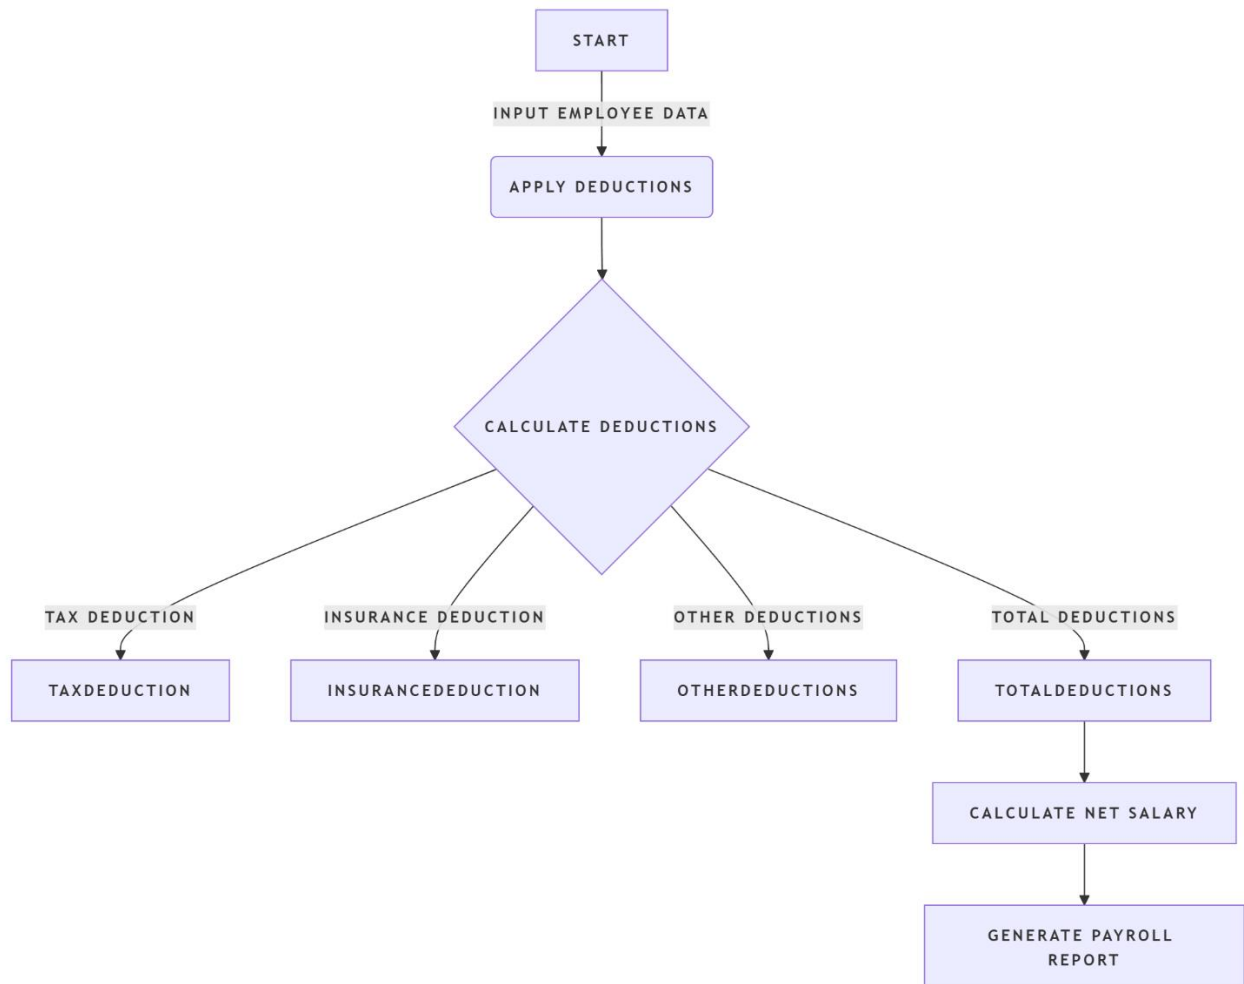 START
INPUT EMPLOYEE DATA
APPLY DEDUCTIONS
CALCULATE DEDUCTIONS
TAX DEDUCTION
INSURANCE DEDUCTION
OTHER DEDUCTIONS
TOTAL DEDUCTIONS
TAXDEDUCTION
INSURANCEDEDUCTION
OTHERDEDUCTIONS
TOTALDEDUCTIONS
CALCULATE NET SALARY
GENERATE PAYROLL
REPORT